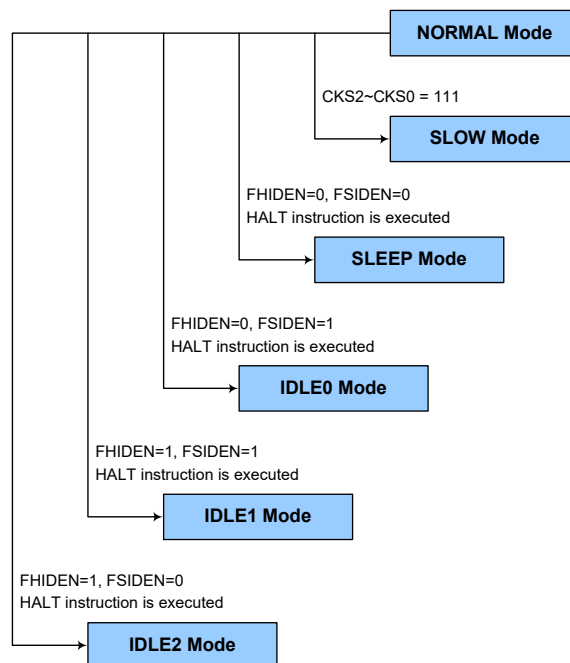 NORMAL Mode
CKS2~CKS0 = 111
SLOW Mode
FHIDEN=0, FSIDEN=0
HALT instruction is executed
SLEEP Mode
FHIDEN=0, FSIDEN=1
HALT instruction is executed
IDLE0 Mode
FHIDEN=1, FSIDEN=1
HALT instruction is executed
IDLE1 Mode
FHIDEN=1, FSIDEN=0
HALT instruction is executed
IDLE2 Mode